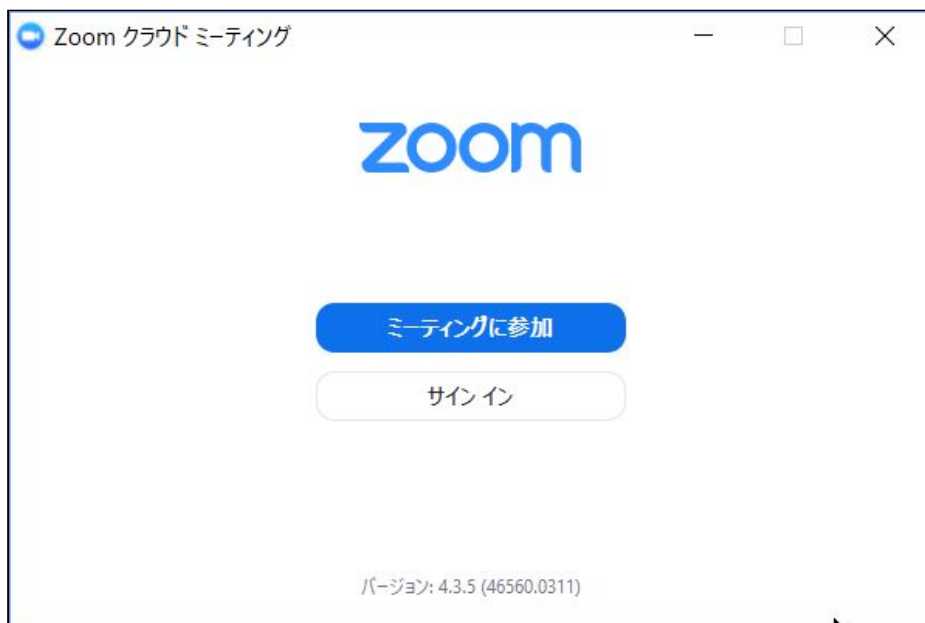 Zoom クラウド ミーティング
zoom
ミーティングに参加
サイン イン
バージョン: 4.3.5 (46560.0311)